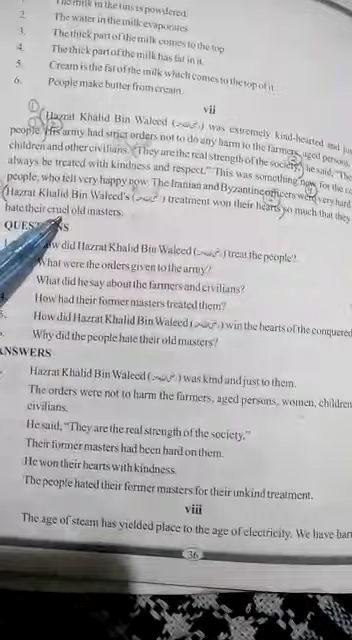 The milk in the tins is powdered.
2. The water in the milk evaporates
3. The thick part of the milk comes to the top
4. The thick part of the milk has fat in it.
5. Cream is the fat of the milk which comes to the top of it.
6. People make butter from cream.
vii
Hazrat Khalid Bin Waleed was extremely kind-hearted and
people. His army had strict orders not to do any harm to the farmers, aged persons,
children and other civilians. "They are the real strength of the society," he said, "The
always be treated with kindness and respect." This was something new for the
people, who fell very happy now. The Iranian and Byzantine officers were very hard
Hazrat Khalid Bin Waleed's treatment won their hearts so much that they
hate their cruel old masters.
did Hazrat Khalid Bin Waleed treat the people?
What were the orders given to the army?
What did he say about the farmers and civilians?
How had their former masters treated them?
5. How did Hazrat Khalid Bin Waleed win the hearts of the conquered
Why did the people hate their old masters?
ANSWERS
Hazrat Khalid Bin Waleed was kind and just to them.
The orders were not to harm the farmers, aged persons, women, children
civilians.
He said, "They are the real strength of the society,"
Their former masters had been hard on them.
He won their hearts with kindness.
The people hated their former masters for their unkind treatment.
viii
The age of steam has yielded place to the age of electricity. We have
36